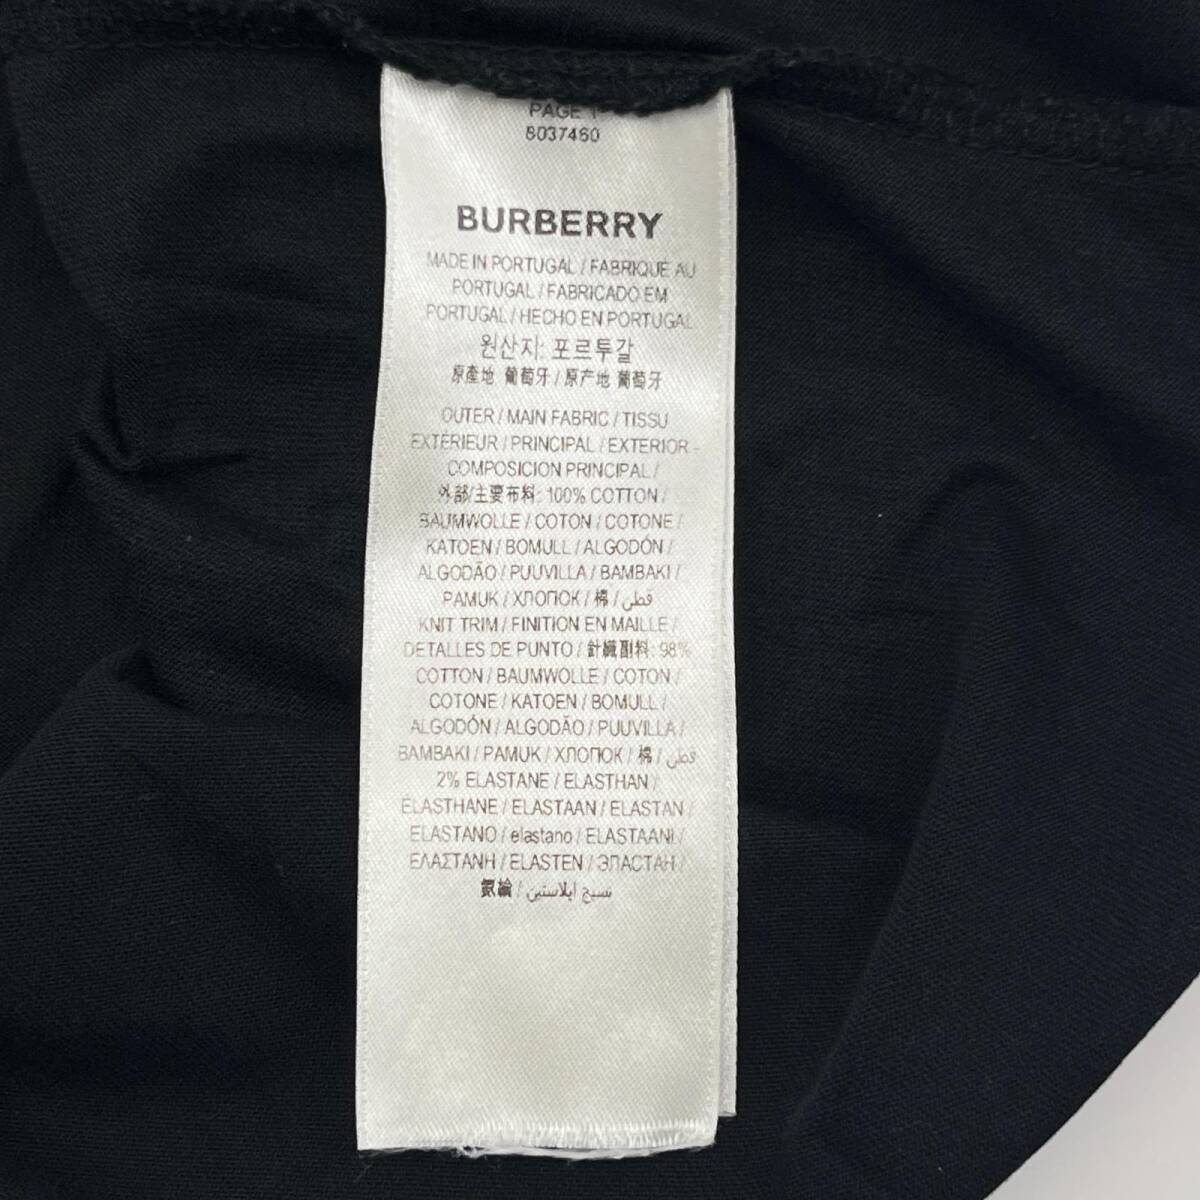 PAGE 1
8037460
BURBERRY
MADE IN PORTUGAL / FABRIQUÉ AU
PORTUGAL / FABRICADO EM
PORTUGAL / HECHO EN PORTUGAL
원산지: 포르투갈
原產地 葡萄牙 / 原产地 葡萄牙
OUTER / MAIN FABRIC / TISSU
EXTÉRIEUR / PRINCIPAL / EXTERIOR -
COMPOSICION PRINCIPAL /
外部/主要布料: 100% COTTON /
BAUMWOLLE / COTON / COTONE /
KATOEN / BOMULL / ALGODÓN /
ALGODÃO / PUUVILLA / BAMBAKI /
PAMUK / ХЛОПОК / 棉 / قطن /
KNIT TRIM / FINITION EN MAILLE /
DETALLES DE PUNTO / 針織副料: 98%
COTTON / BAUMWOLLE / COTON /
COTONE / KATOEN / BOMULL /
ALGODÓN / ALGODÃO / PUUVILLA /
BAMBAKI / PAMUK / ХЛОПОК / 棉 / قطن
2% ELASTANE / ELASTHAN /
ÉLASTHANE / ELASTAAN / ELASTAN /
ELASTANO / elastano / ELASTAANI /
ΕΛΑΣΤΑΝΗ / ELASTEN / ЭЛАСТАН /
氨綸 / نسيج ايلاستين